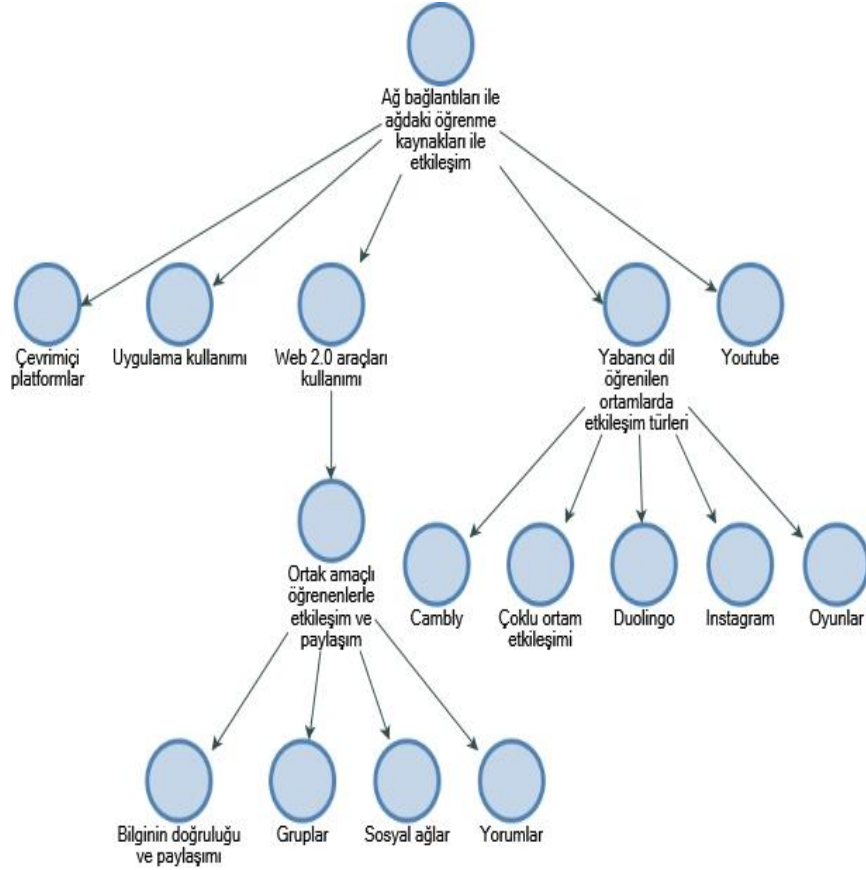 Ağ bağlantıları ile
ağdaki öğrenme
kaynakları ile
etkileşim
Çevrimiçi
platformlar
Uygulama kullanımı
Web 2.0 araçları
kullanımı
Yabancı dil
öğrenilen
ortamlarda
etkileşim türleri
Youtube
Ortak amaçlı
öğrenenlerle
etkileşim ve
paylaşım
Cambly
Çoklu ortam
etkileşimi
Duolingo
Instagram
Oyunlar
Bilginin doğruluğu
ve paylaşımı
Gruplar
Sosyal ağlar
Yorumlar